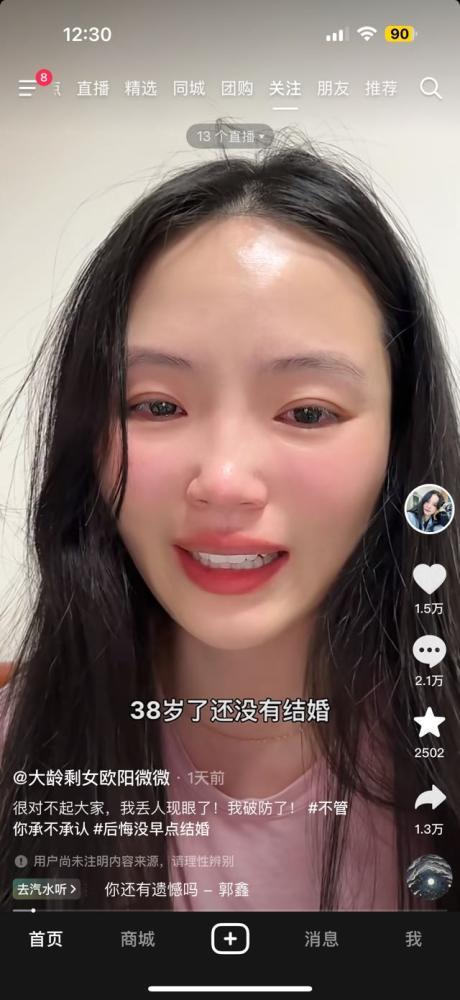 12:30
90
8
直播 精选 同城 团购 关注 朋友 推荐
13 个直播
38岁了还没有结婚
1.5万
2.1万
2502
1.3万
@大龄剩女欧阳微微 · 1天前
很对不起大家，我丢人现眼了！我破防了！ #不管
你承不承认 #后悔没早点结婚
用户尚未注明内容来源，请理性辨别
去汽水听 > 你还有遗憾吗 – 郭鑫
首页 商城 消息 我